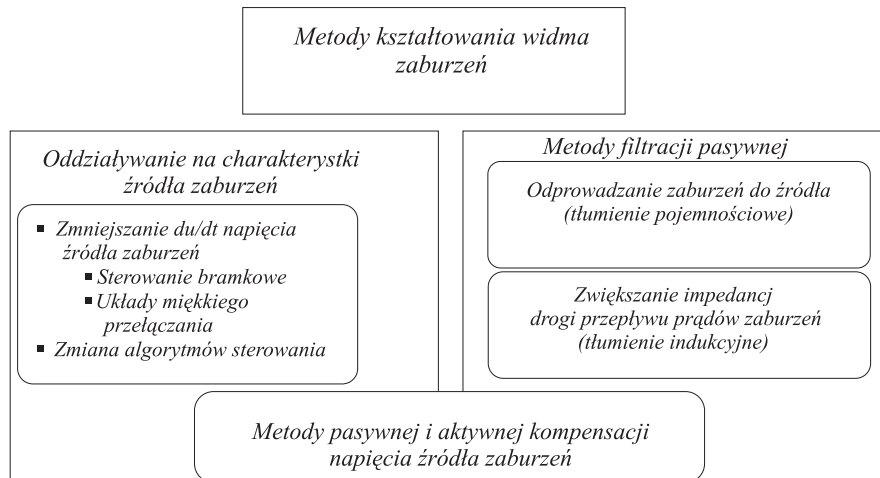 Metody kształtowania widma
zaburzeń
Oddziaływanie na charakterystki
źródła zaburzeń
▪ Zmniejszanie du/dt napięcia
źródła zaburzeń
▪ Sterowanie bramkowe
▪ Układy miękkiego
przełączania
▪ Zmiana algorytmów sterowania
Metody filtracji pasywnej
Odprowadzanie zaburzeń do źródła
(tłumienie pojemnościowe)
Zwiększanie impedancj
drogi przepływu prądów zaburzeń
(tłumienie indukcyjne)
Metody pasywnej i aktywnej kompensacji
napięcia źródła zaburzeń